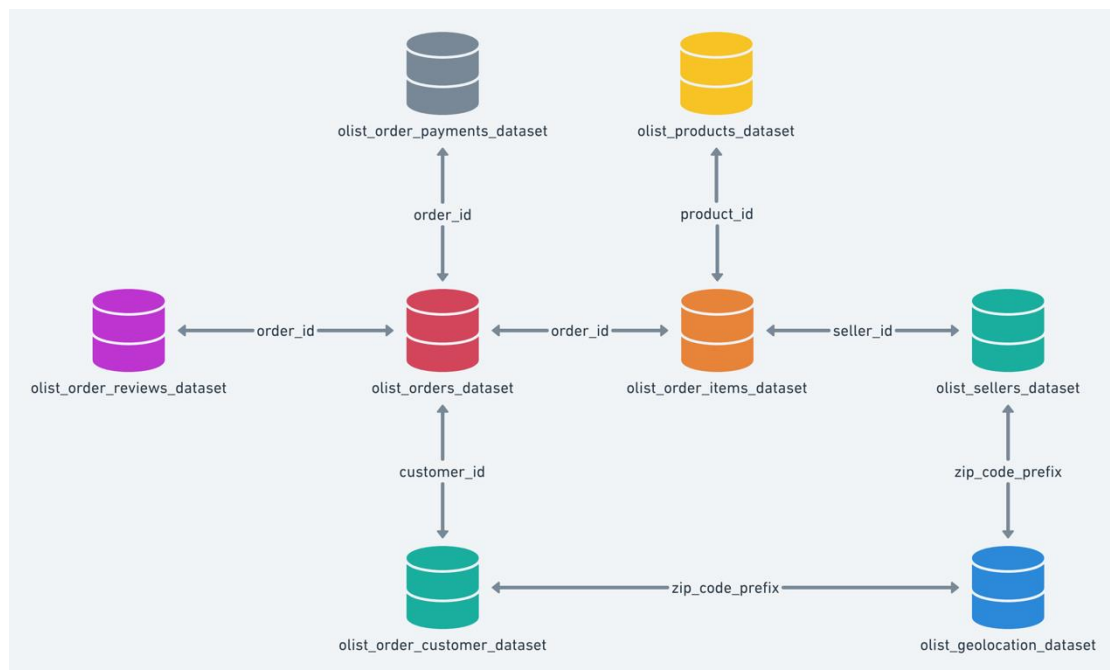 olist_order_payments_dataset
olist_products_dataset
order_id
product_id
order_id
order_id
seller_id
olist_order_reviews_dataset
olist_orders_dataset
olist_order_items_dataset
olist_sellers_dataset
customer_id
zip_code_prefix
zip_code_prefix
olist_order_customer_dataset
olist_geolocation_dataset